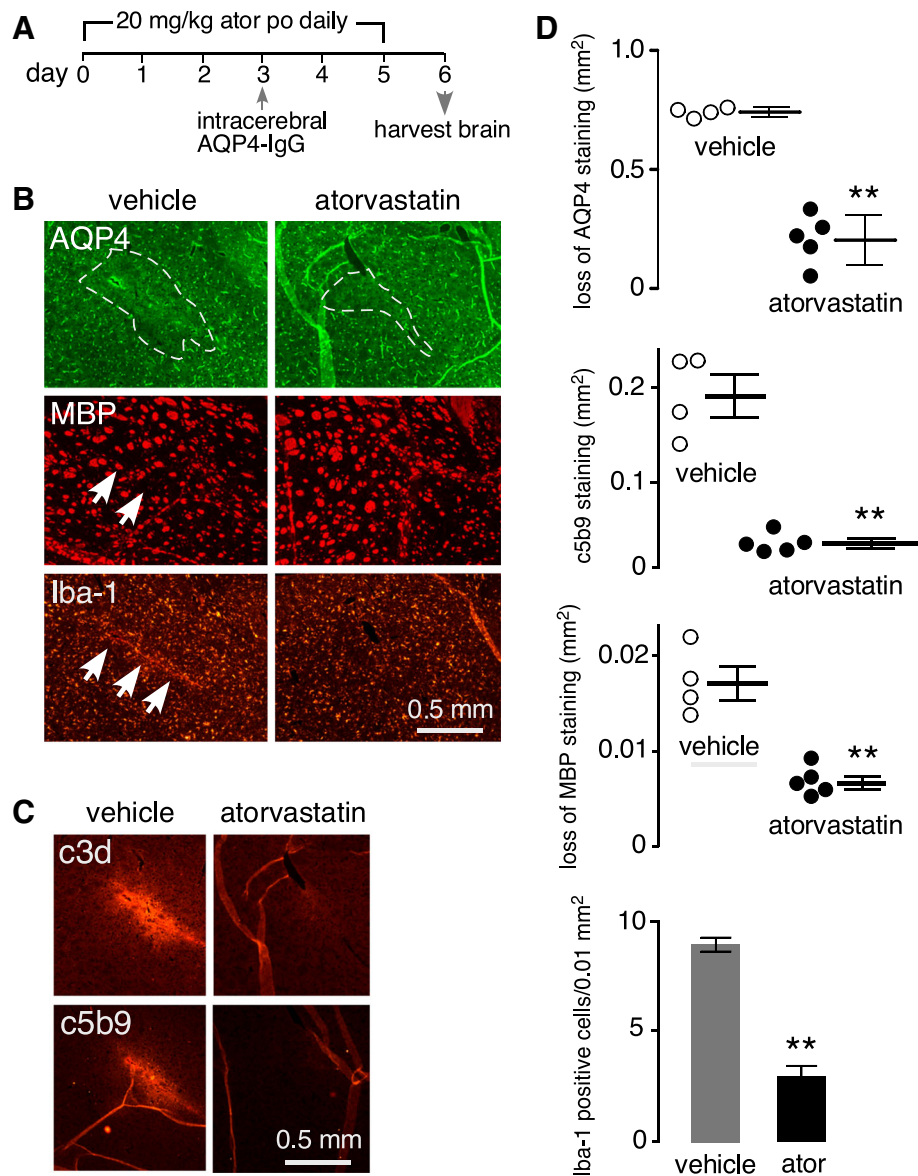 A
20 mg/kg ator po daily
day 0 1 2 3 4 5 6
intracerebral
AQP4-IgG
harvest brain
B
vehicle atorvastatin
AQP4
MBP
Iba-1
0.5 mm
C
vehicle atorvastatin
c3d
c5b9
0.5 mm
D
loss of AQP4 staining (mm²)
1.0
0.5
0
vehicle
**
atorvastatin
c5b9 staining (mm²)
0.2
0.1
0
vehicle
**
atorvastatin
loss of MBP staining (mm²)
0.02
0.01
0
vehicle
**
atorvastatin
Iba-1 positive cells/0.01 mm²
10
5
0
**
vehicle ator